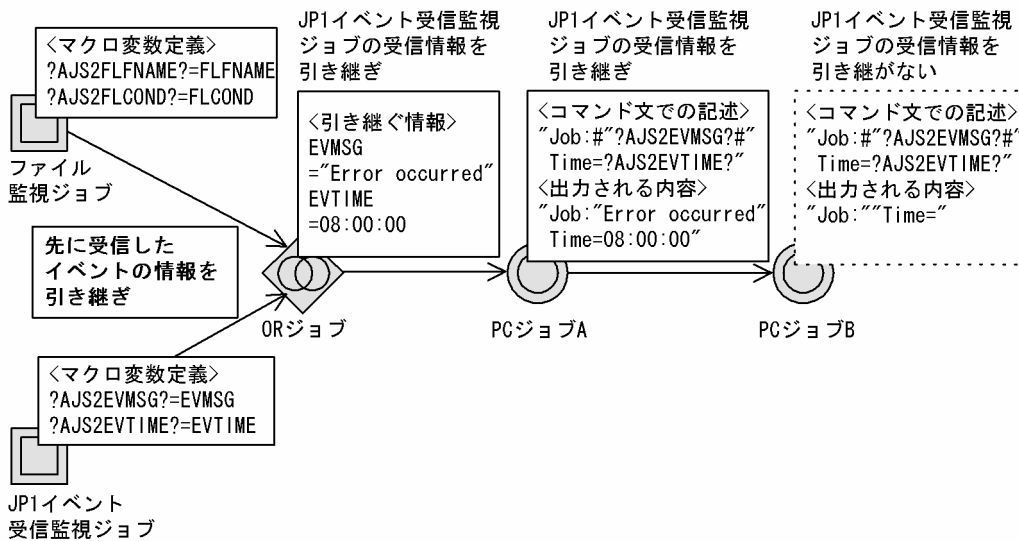 <マクロ変数定義>
?AJS2FLFNAME?=FLFNAME
?AJS2FLCOND?=FLCOND
ファイル
監視ジョブ
先に受信した
イベントの情報を
引き継ぎ
<マクロ変数定義>
?AJS2EVMSG?=EVMSG
?AJS2EVTIME?=EVTIME
JP1イベント
受信監視ジョブ
JP1イベント受信監視
ジョブの受信情報を
引き継ぎ
<引き継ぐ情報>
EVMSG
="Error occurred"
EVTIME
=08:00:00
ORジョブ
JP1イベント受信監視
ジョブの受信情報を
引き継ぎ
<コマンド文での記述>
"Job:#"?AJS2EVMSG?#"
Time=?AJS2EVTIME?"
<出力される内容>
"Job:"Error occurred"
Time=08:00:00"
PCジョブA
JP1イベント受信監視
ジョブの受信情報を
引き継がない
<コマンド文での記述>
"Job:#"?AJS2EVMSG?#"
Time=?AJS2EVTIME?"
<出力される内容>
"Job:""Time="
PCジョブB